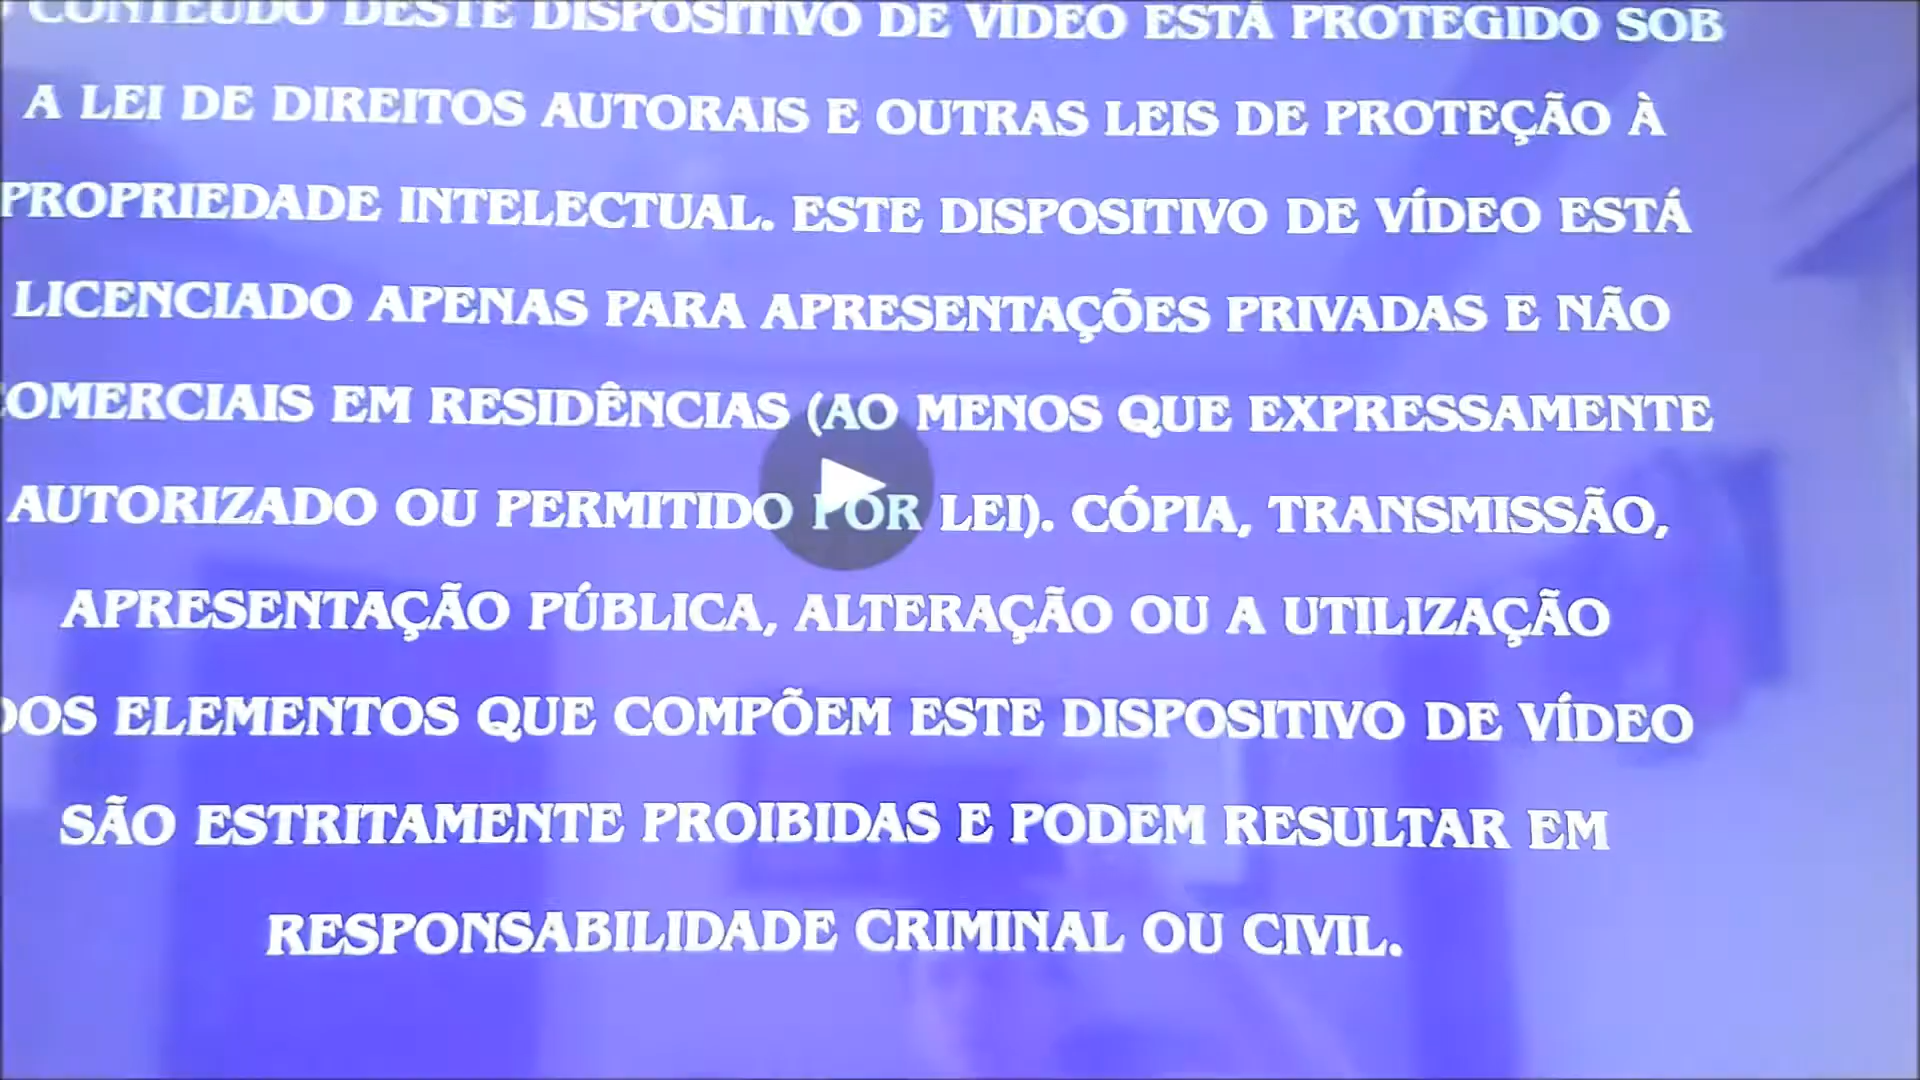 CONTEÚDO DESTE DISPOSITIVO DE VÍDEO ESTÁ PROTEGIDO SOB
A LEI DE DIREITOS AUTORAIS E OUTRAS LEIS DE PROTEÇÃO À
PROPRIEDADE INTELECTUAL. ESTE DISPOSITIVO DE VÍDEO ESTÁ
LICENCIADO APENAS PARA APRESENTAÇÕES PRIVADAS E NÃO
COMERCIAIS EM RESIDÊNCIAS (AO MENOS QUE EXPRESSAMENTE
AUTORIZADO OU PERMITIDO POR LEI). CÓPIA, TRANSMISSÃO,
APRESENTAÇÃO PÚBLICA, ALTERAÇÃO OU A UTILIZAÇÃO
DOS ELEMENTOS QUE COMPÕEM ESTE DISPOSITIVO DE VÍDEO
SÃO ESTRITAMENTE PROIBIDAS E PODEM RESULTAR EM
RESPONSABILIDADE CRIMINAL OU CIVIL.